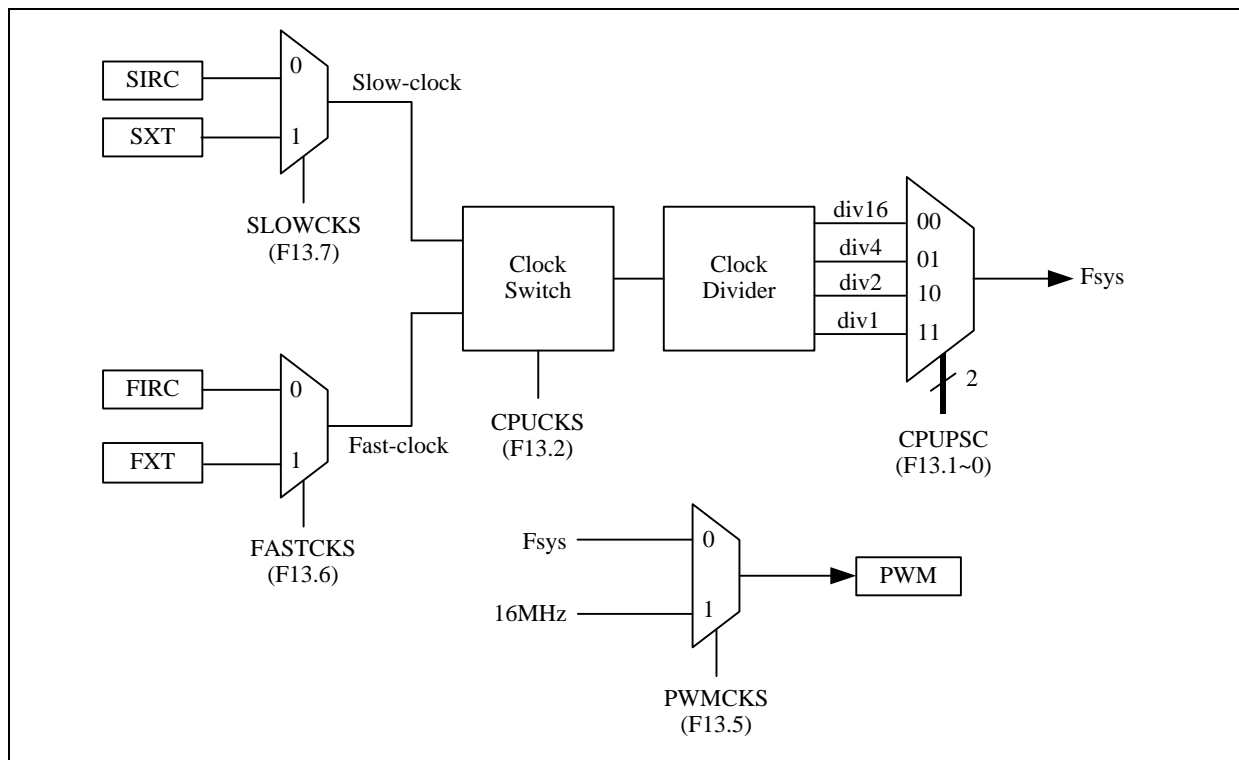 SIRC
0
Slow-clock
SXT
1
SLOWCKS
(F13.7)
Clock
Switch
Clock
Divider
div16
00
div4
01
div2
10
div1
11
Fsys
FIRC
0
Fast-clock
FXT
1
FASTCKS
(F13.6)
CPUCKS
(F13.2)
2
CPUPSC
(F13.1~0)
Fsys
0
16MHz
1
PWM
PWMCKS
(F13.5)